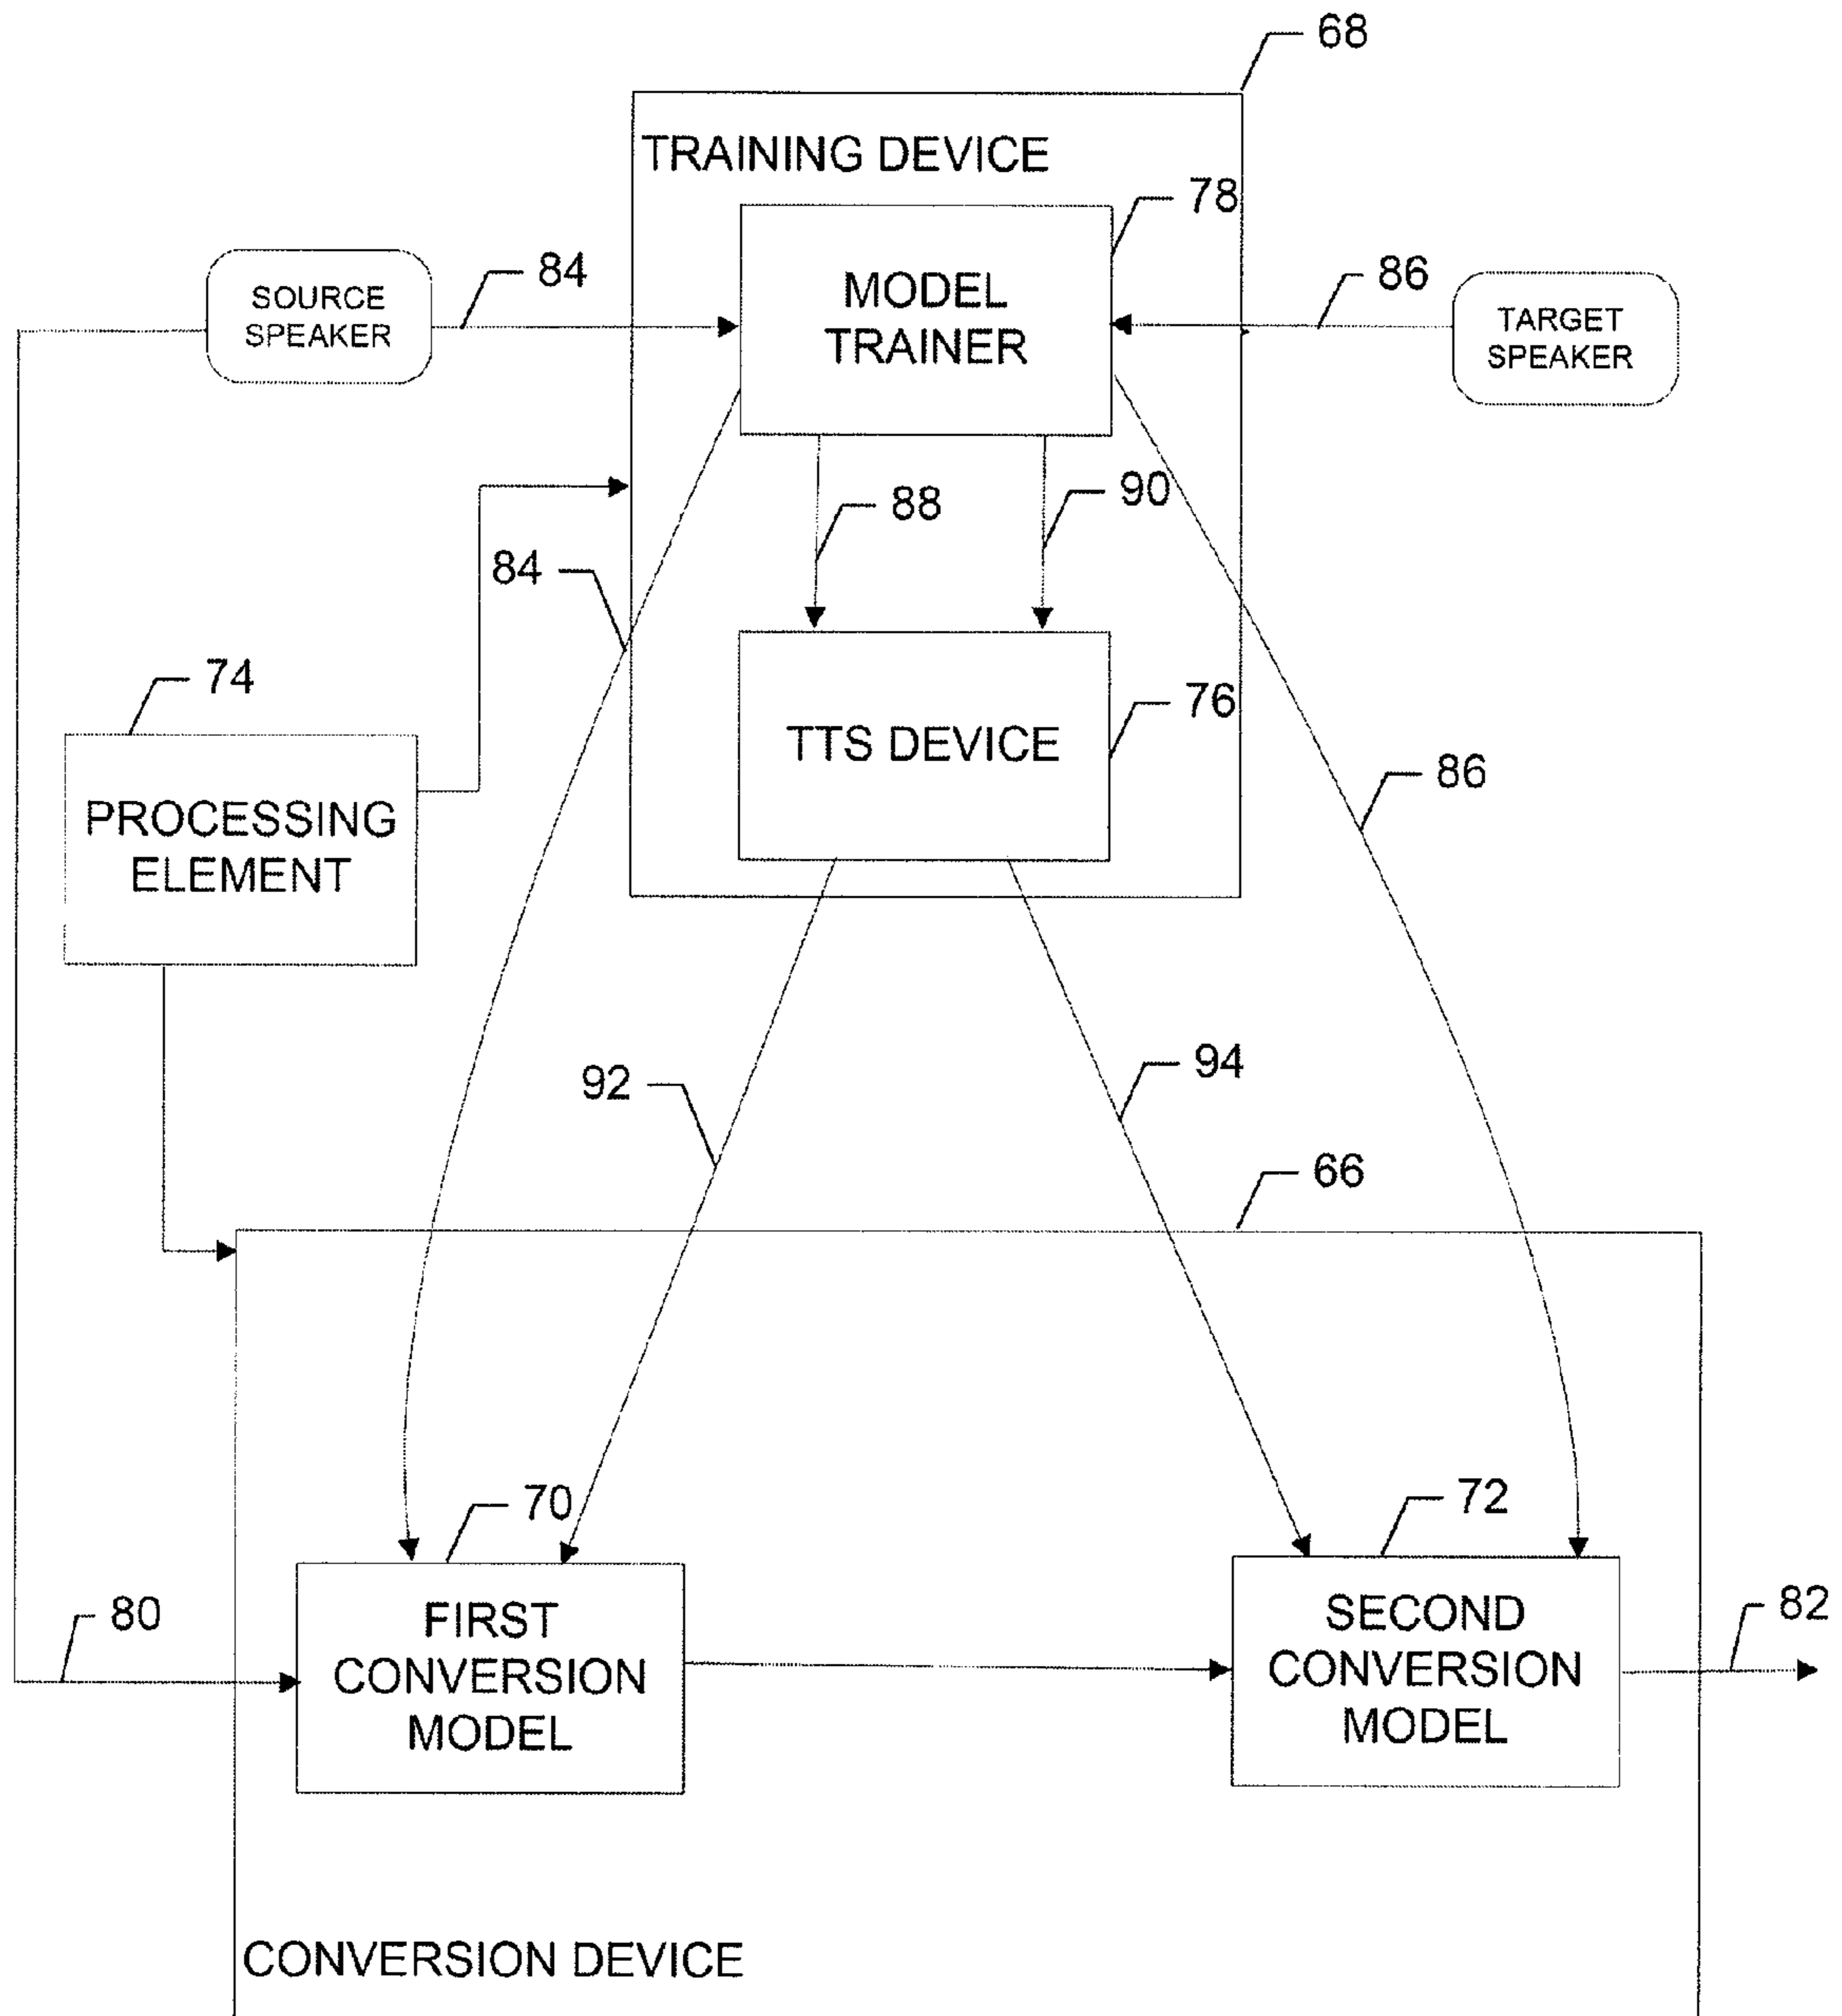 68
TRAINING DEVICE
78
MODEL
TRAINER
SOURCE
SPEAKER
84
86
TARGET
SPEAKER
88
90
84
74
PROCESSING
ELEMENT
TTS DEVICE
76
86
92
94
66
70
72
80
FIRST
CONVERSION
MODEL
SECOND
CONVERSION
MODEL
82
CONVERSION DEVICE